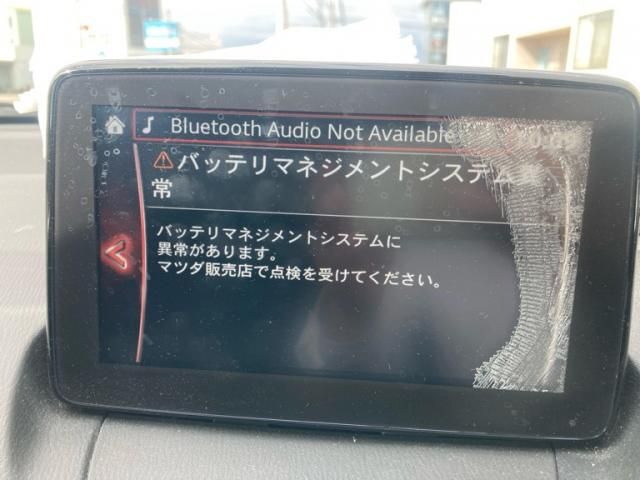 Bluetooth Audio Not Available
バッテリマネジメントシステム
常
バッテリマネジメントシステムに
異常があります。
マツダ販売店で点検を受けてください。